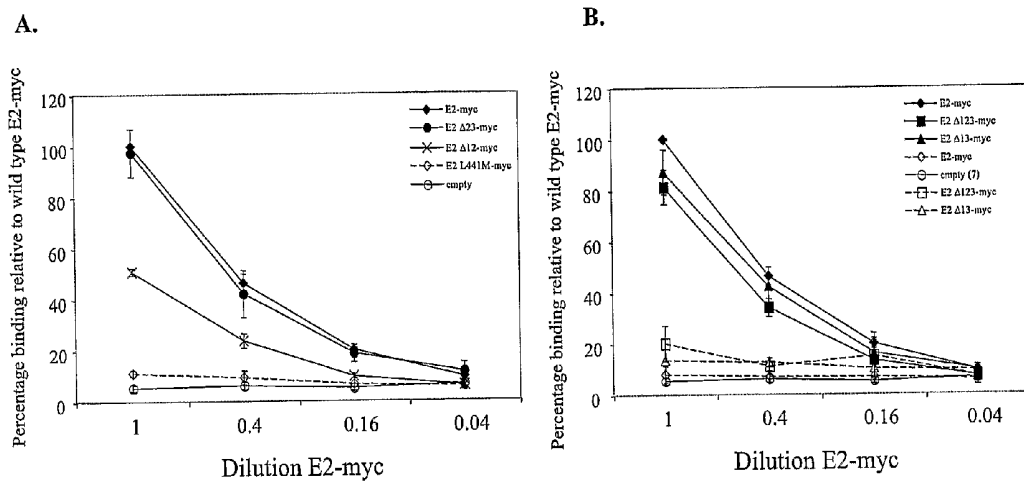 A.
Percentage binding relative to wild type E2-myc
120
100
80
60
40
20
0
E2-myc
E2 Δ23-myc
E2 Δ12-myc
E2 L441M-myc
empty
1 0.4 0.16 0.04
Dilution E2-myc
B.
Percentage binding relative to wild type E2-myc
120
100
80
60
40
20
0
E2-myc
E2 Δ123-myc
E2 Δ13-myc
E2-myc
empty (7)
E2 Δ123-myc
E2 Δ13-myc
1 0.4 0.16 0.04
Dilution E2-myc